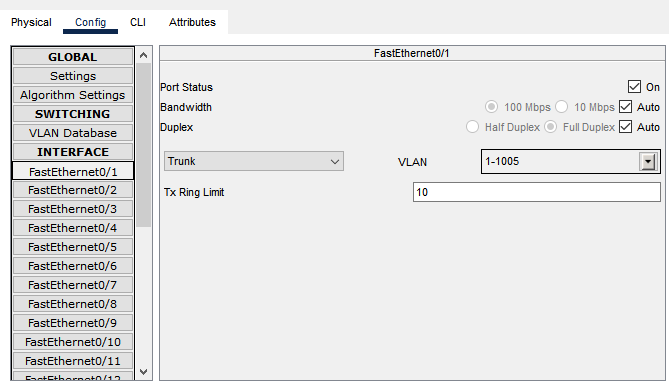 Physical Config CLI Attributes
GLOBAL
Settings
Algorithm Settings
SWITCHING
VLAN Database
INTERFACE
FastEthernet0/1
FastEthernet0/2
FastEthernet0/3
FastEthernet0/4
FastEthernet0/5
FastEthernet0/6
FastEthernet0/7
FastEthernet0/8
FastEthernet0/9
FastEthernet0/10
FastEthernet0/11
FastEthernet0/12
FastEthernet0/1
Port Status On
Bandwidth 100 Mbps 10 Mbps Auto
Duplex Half Duplex Full Duplex Auto
Trunk VLAN 1-1005
Tx Ring Limit 10